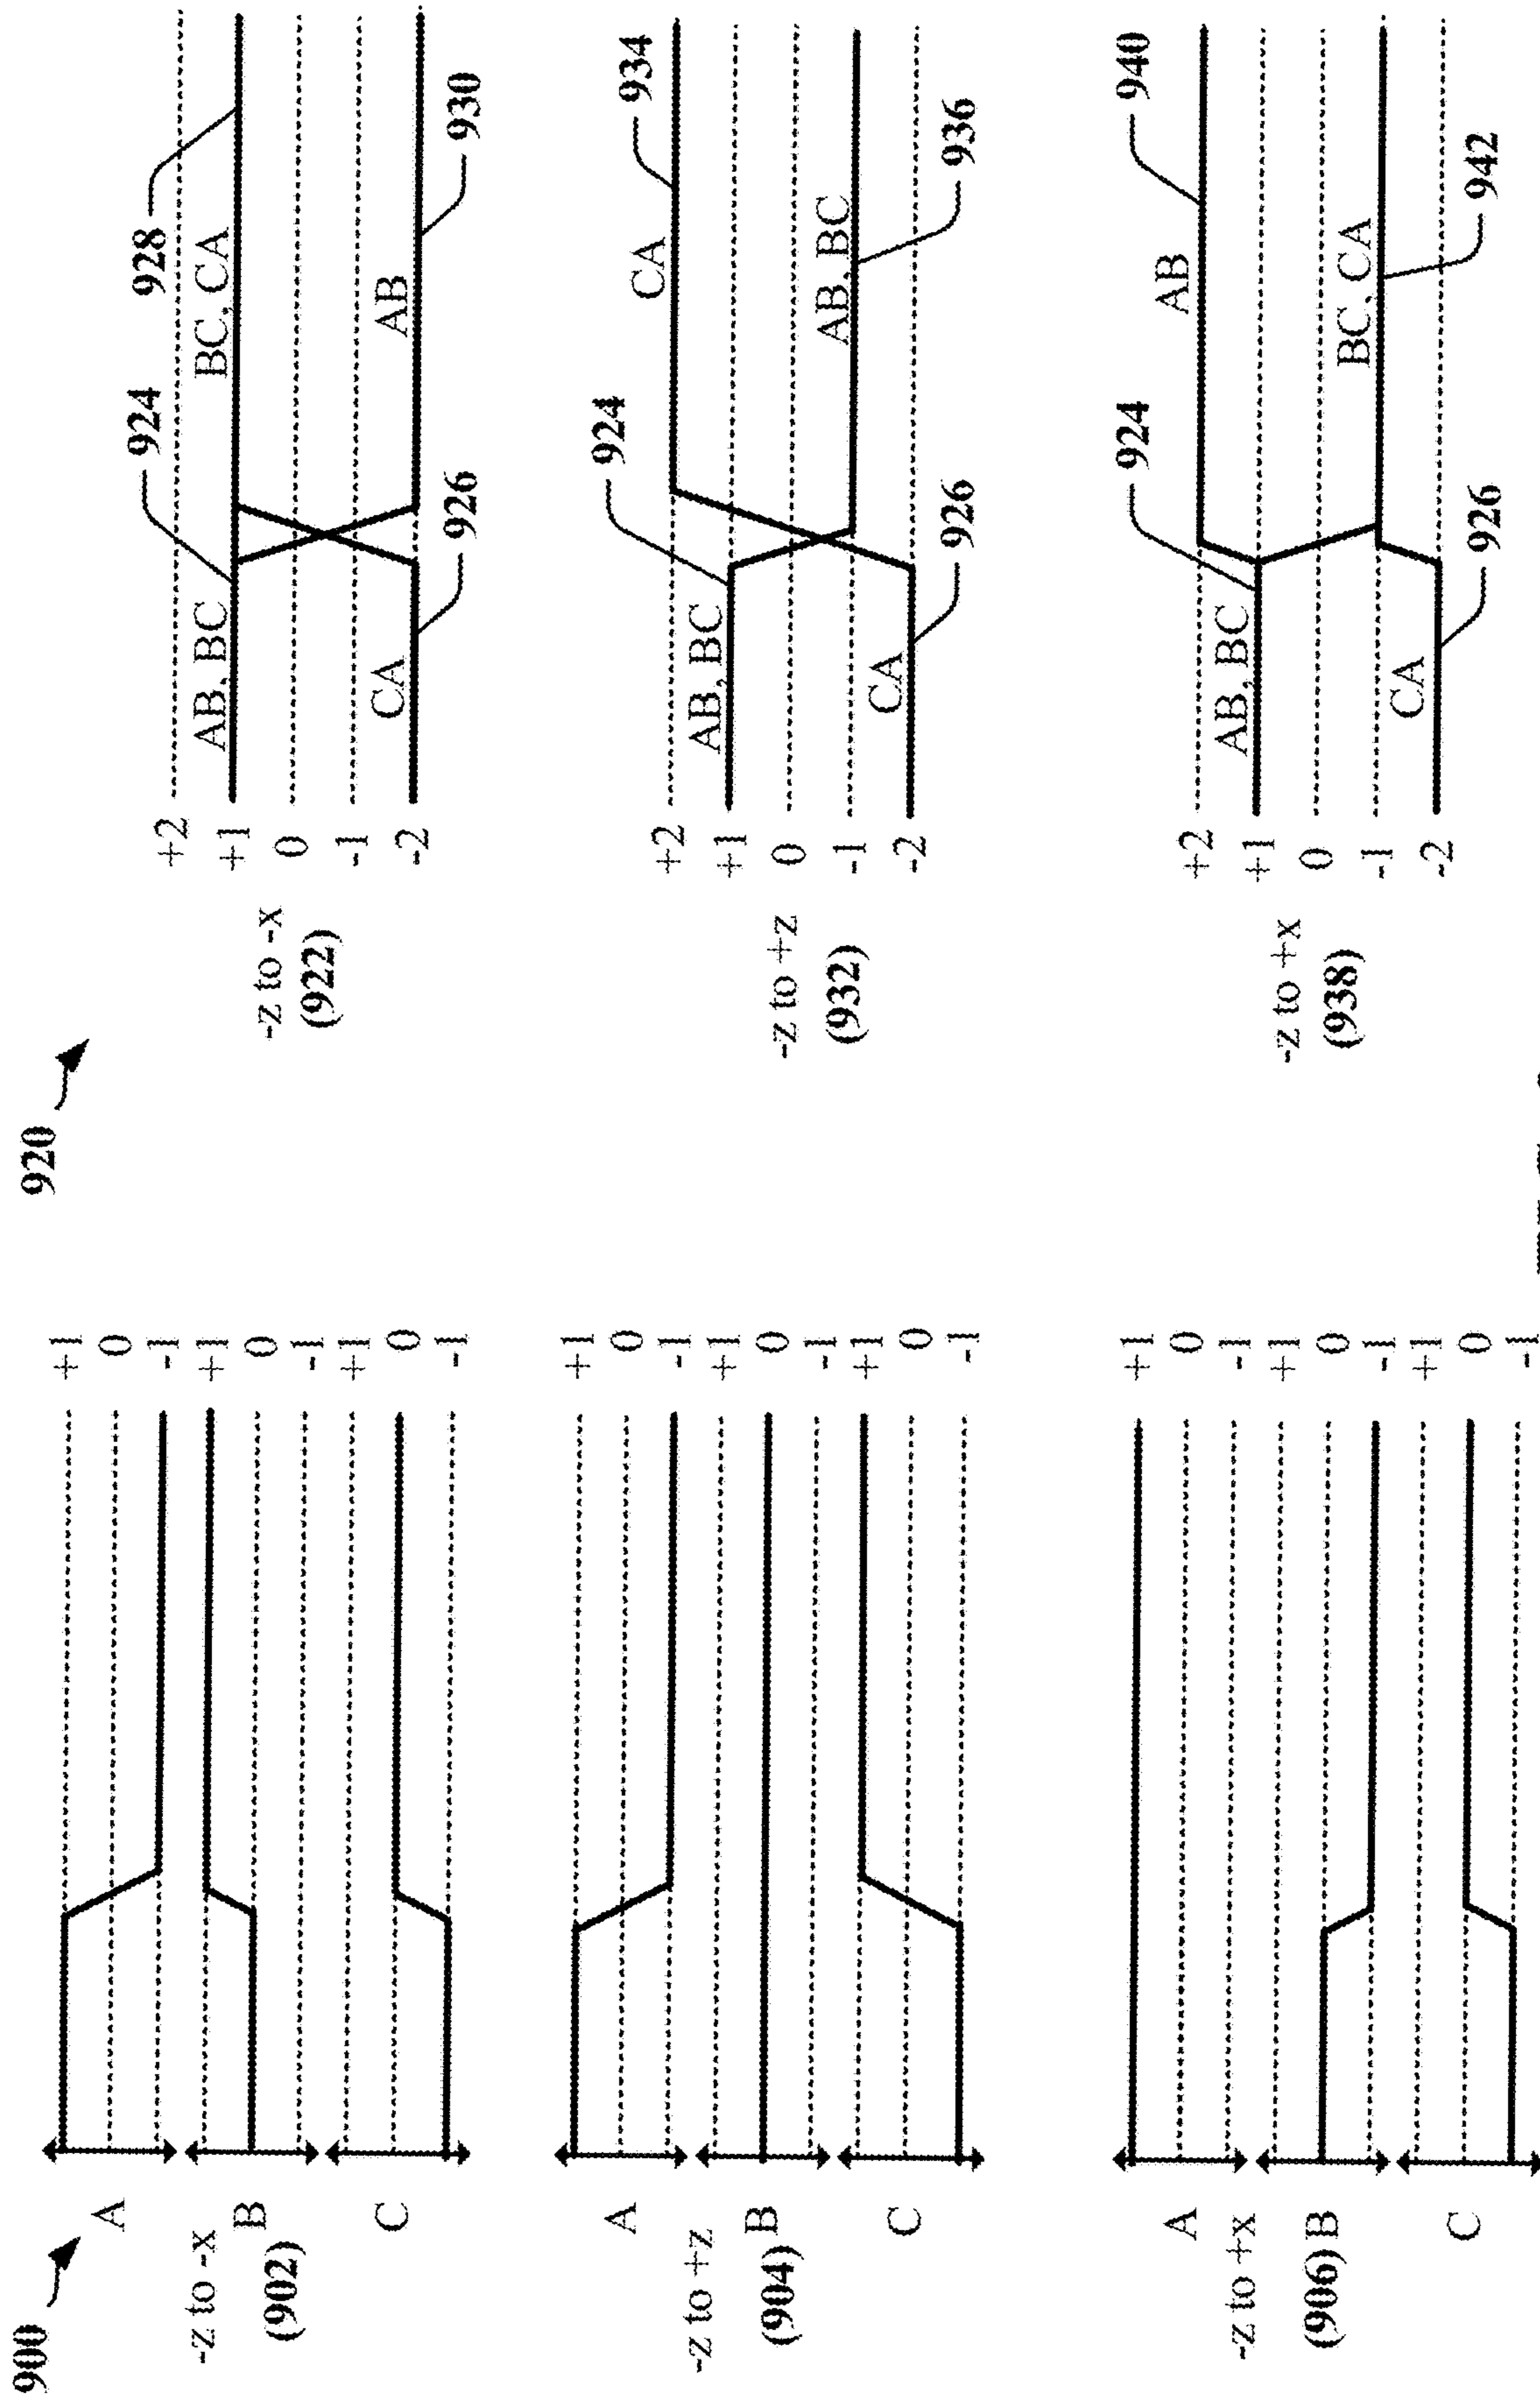 900
920
-z to -x
(902)
A
B
C
+1
0
-1
+1
0
-1
+1
0
-1
-z to -x
(922)
+2
+1
0
-1
-2
AB, BC
924
BC, CA
928
CA
926
AB
930
-z to +z
(904)
A
B
C
+1
0
-1
+1
0
-1
+1
0
-1
-z to +z
(932)
+2
+1
0
-1
-2
AB, BC
924
CA
934
CA
926
AB, BC
936
-z to +x
(906)
A
B
C
+1
0
-1
+1
0
-1
+1
0
-1
-z to +x
(938)
+2
+1
0
-1
-2
AB, BC
924
AB
940
CA
926
BC, CA
942